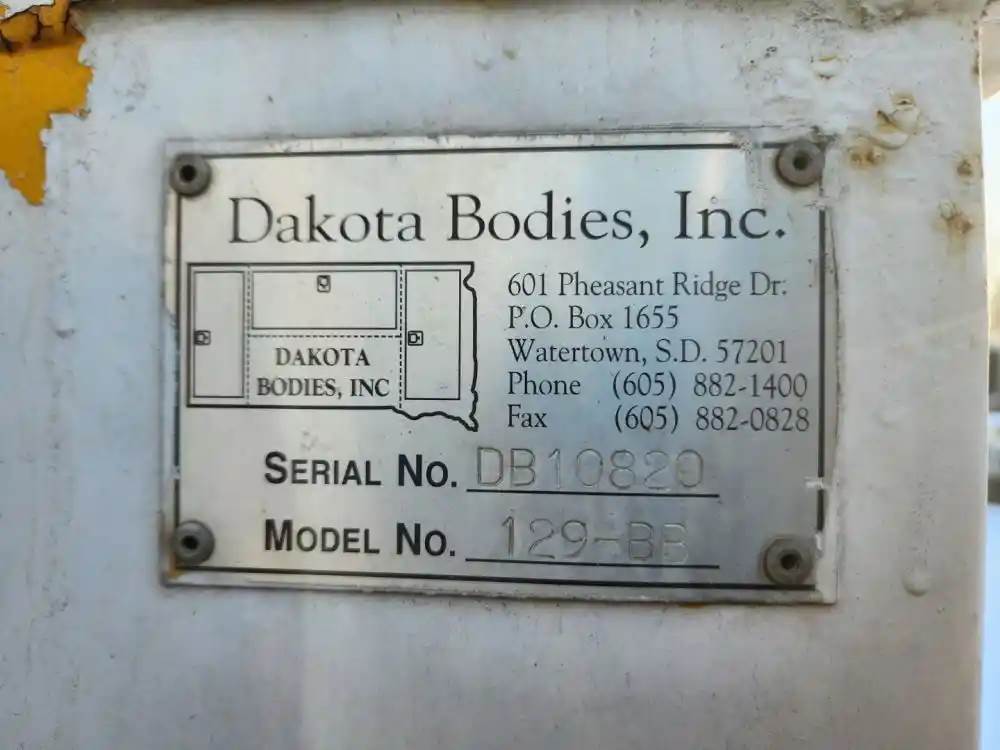 Dakota Bodies, Inc.
DAKOTA
BODIES, INC
601 Pheasant Ridge Dr.
P.O. Box 1655
Watertown, S.D. 57201
Phone (605) 882-1400
Fax (605) 882-0828
SERIAL NO. DB10820
MODEL NO. 129-BB